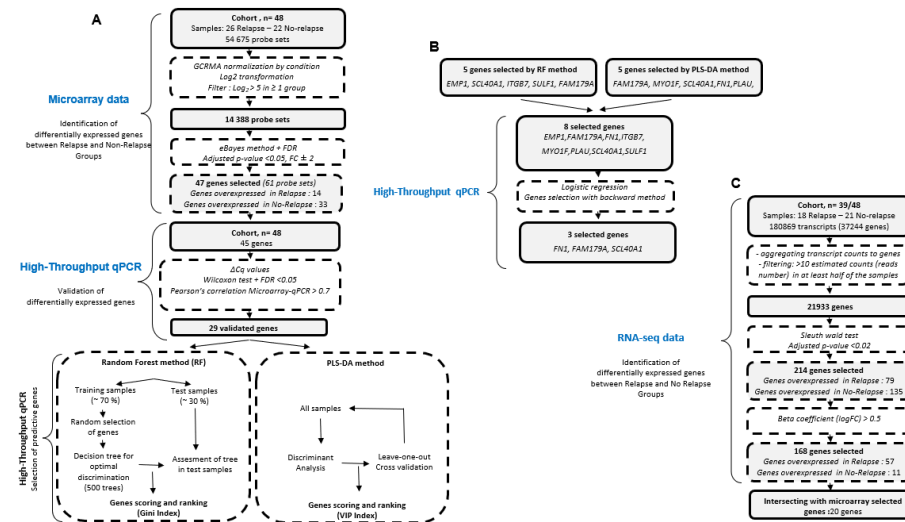 A
Cohort , n= 48
Samples: 26 Relapse – 22 No-relapse
54 675 probe sets
GCRMA normalization by condition
Log2 transformation
Filter : Log2 > 5 in ≥ 1 group
Microarray data
Identification of
differentially expressed genes
between Relapse and Non-Relapse
Groups
14 388 probe sets
eBayes method + FDR
Adjusted p-value <0.05, FC ± 2
47 genes selected (61 probe sets)
Genes overexpressed in Relapse : 14
Genes overexpressed in No-Relapse : 33
Cohort, n= 48
45 genes
High-Throughput qPCR
Validation of
differentially expressed genes
ΔCq values
Wilcoxon test + FDR <0.05
Pearson's correlation Microarray-qPCR > 0.7
29 validated genes
High-Throughput qPCR
Selection of predictive genes
Random Forest method (RF)
Training samples
(~ 70 %)
Test samples
(~ 30 %)
Random selection
of genes
Decision tree for
optimal
discrimination
(500 trees)
Assesment of tree
in test samples
Genes scoring and ranking
(Gini Index)
PLS-DA method
All samples
Discriminant
Analysis
Leave-one-out
Cross validation
Genes scoring and ranking
(VIP Index)
B
5 genes selected by RF method
EMP1, SCL40A1, ITGB7, SULF1, FAM179A
5 genes selected by PLS-DA method
FAM179A, MYO1F, SCL40A1,FN1,PLAU,
High-Throughput qPCR
8 selected genes
EMP1,FAM179A,FN1,ITGB7,
MYO1F,PLAU,SCL40A1,SULF1
Logistic regression
Genes selection with backward method
3 selected genes
FN1, FAM179A, SCL40A1
C
Cohort, n= 39/48
Samples: 18 Relapse – 21 No-relapse
180869 transcripts (37244 genes)
- aggregating transcript counts to genes
- filtering: >10 estimated counts (reads
number) in at least half of the samples
21933 genes
RNA-seq data
Identification of
differentially expressed genes
between Relapse and No Relapse
Groups
Sleuth wald test
Adjusted p-value <0.02
214 genes selected
Genes overexpressed in Relapse : 79
Genes overexpressed in No-Relapse : 135
Beta coefficient (logFC) > 0.5
168 genes selected
Genes overexpressed in Relapse : 57
Genes overexpressed in No-Relapse : 11
Intersecting with microarray selected
genes :20 genes